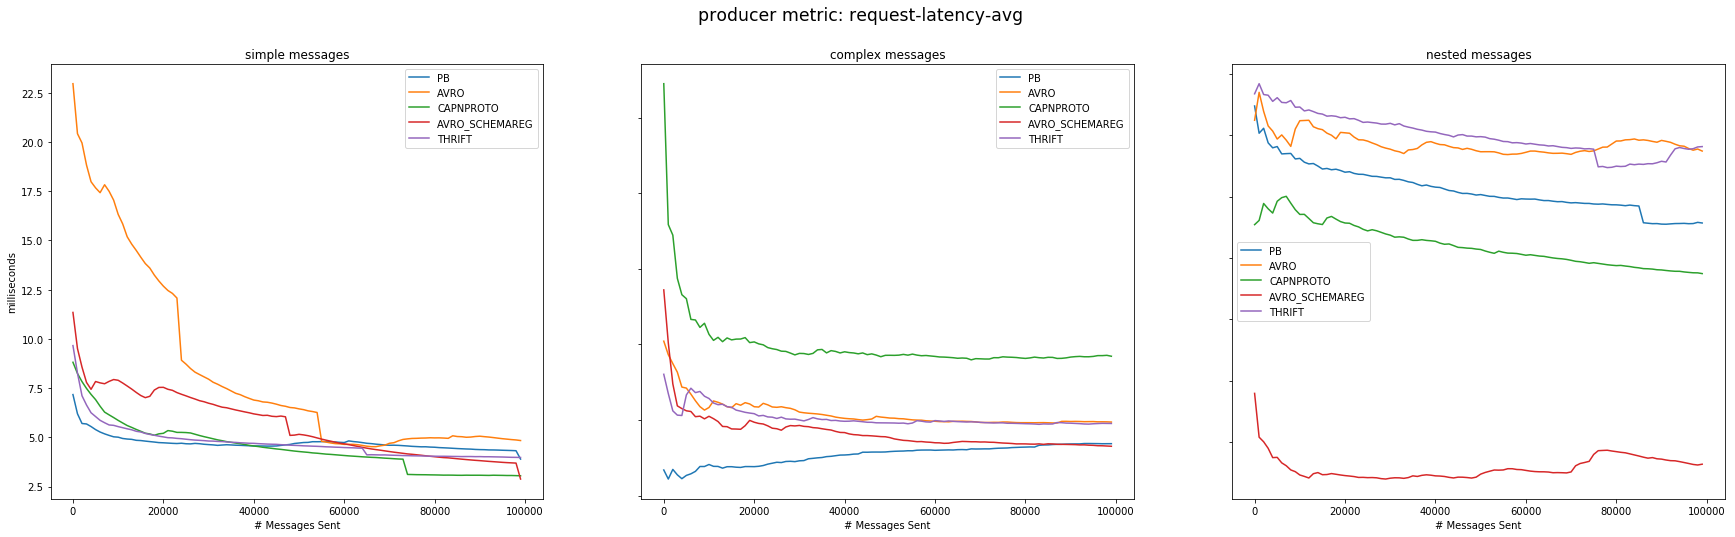 producer metric: request-latency-avg
simple messages
22.5
20.0
17.5
15.0
12.5
10.0
7.5
5.0
2.5
milliseconds
0 20000 40000 60000 80000 100000
# Messages Sent
PB
AVRO
CAPNPROTO
AVRO_SCHEMAREG
THRIFT
complex messages
PB
AVRO
CAPNPROTO
AVRO_SCHEMAREG
THRIFT
0 20000 40000 60000 80000 100000
# Messages Sent
nested messages
PB
AVRO
CAPNPROTO
AVRO_SCHEMAREG
THRIFT
0 20000 40000 60000 80000 100000
# Messages Sent